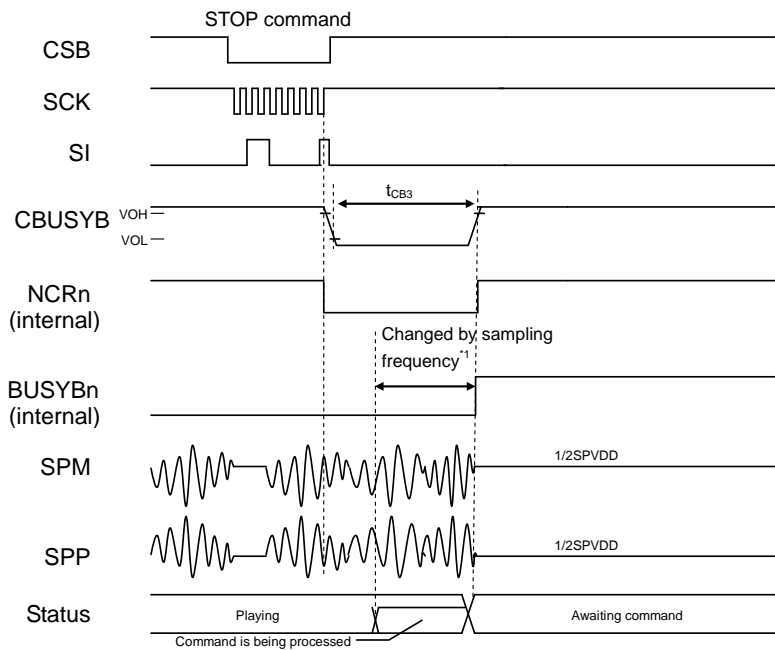 STOP command
CSB
SCK
SI
tCB3
CBUSYB
VOH
VOL
NCRn
(internal)
Changed by sampling
frequency*1
BUSYBn
(internal)
SPM
1/2SPVDD
SPP
1/2SPVDD
Status
Playing
Awaiting command
Command is being processed